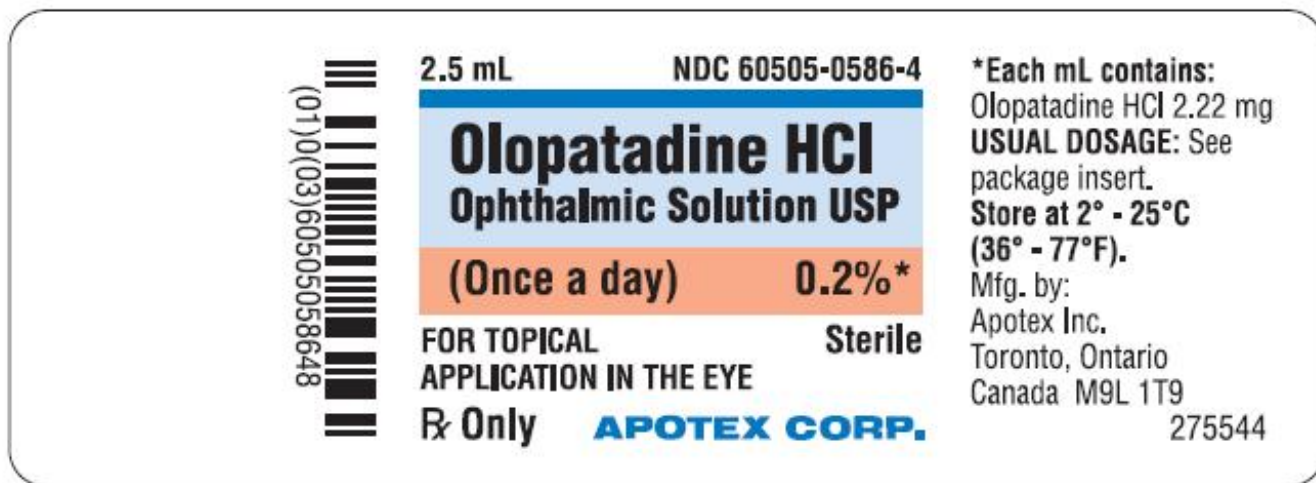 (01)0(03)60505058648
2.5 mL NDC 60505-0586-4
Olopatadine HCl
Ophthalmic Solution USP
(Once a day) 0.2%*
FOR TOPICAL Sterile
APPLICATION IN THE EYE
℞ Only APOTEX CORP.
*Each mL contains:
Olopatadine HCl 2.22 mg
USUAL DOSAGE: See
package insert.
Store at 2° - 25°C
(36° - 77°F).
Mfg. by:
Apotex Inc.
Toronto, Ontario
Canada M9L 1T9
275544